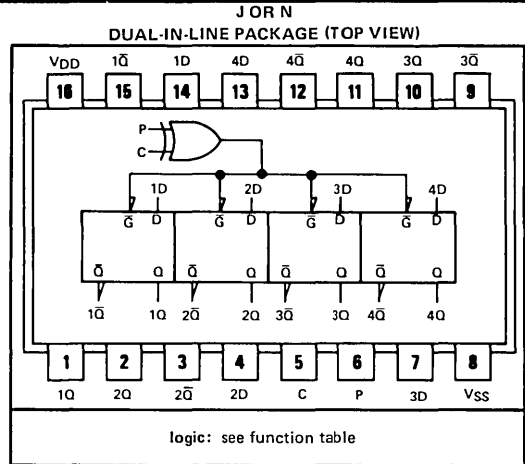 J OR N
DUAL-IN-LINE PACKAGE (TOP VIEW)
VDD 1Q̅ 1D 4D 4Q̅ 4Q 3Q 3Q̅
16 15 14 13 12 11 10 9
P
C
1D 2D 3D 4D
G̅ D G̅ D G̅ D G̅ D
Q̅ Q Q̅ Q Q̅ Q Q̅ Q
1Q̅ 1Q 2Q̅ 2Q 3Q̅ 3Q 4Q̅ 4Q
1 2 3 4 5 6 7 8
1Q 2Q 2Q̅ 2D C P 3D VSS
logic: see function table